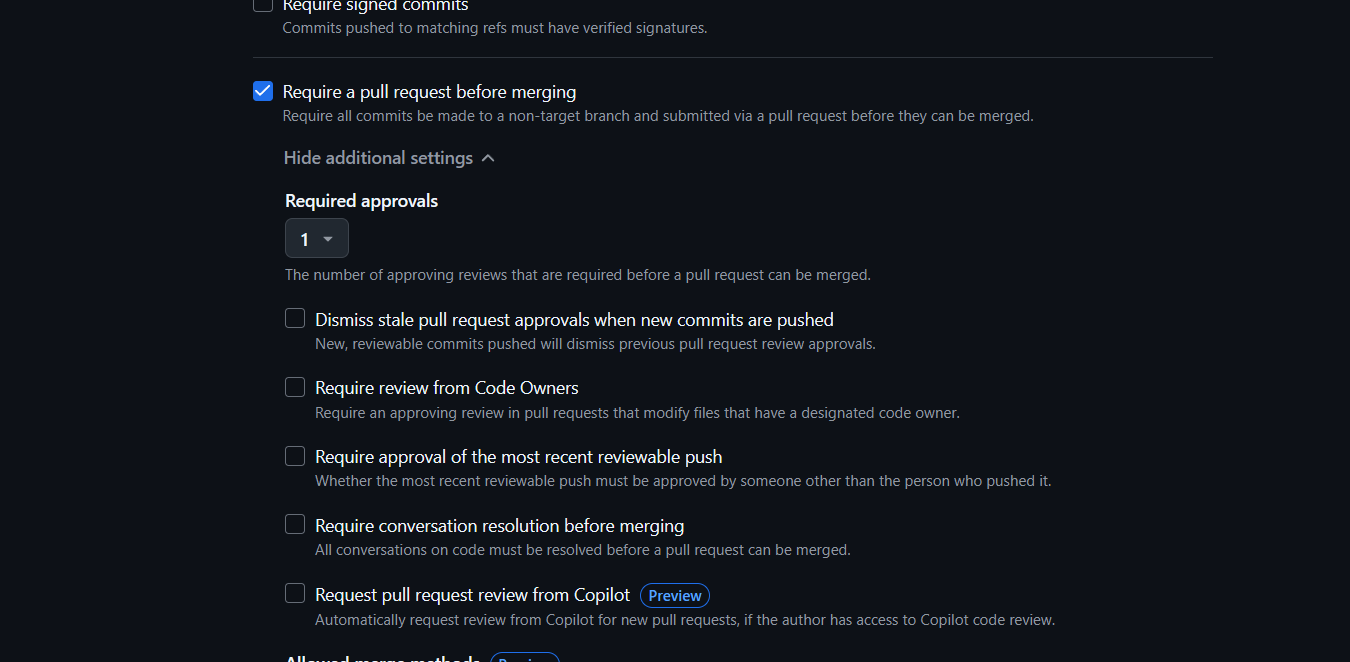 Require signed commits
Commits pushed to matching refs must have verified signatures.
Require a pull request before merging
Require all commits be made to a non-target branch and submitted via a pull request before they can be merged.
Hide additional settings
Required approvals
1
The number of approving reviews that are required before a pull request can be merged.
Dismiss stale pull request approvals when new commits are pushed
New, reviewable commits pushed will dismiss previous pull request review approvals.
Require review from Code Owners
Require an approving review in pull requests that modify files that have a designated code owner.
Require approval of the most recent reviewable push
Whether the most recent reviewable push must be approved by someone other than the person who pushed it.
Require conversation resolution before merging
All conversations on code must be resolved before a pull request can be merged.
Request pull request review from Copilot Preview
Automatically request review from Copilot for new pull requests, if the author has access to Copilot code review.
Allowed merge methods Preview